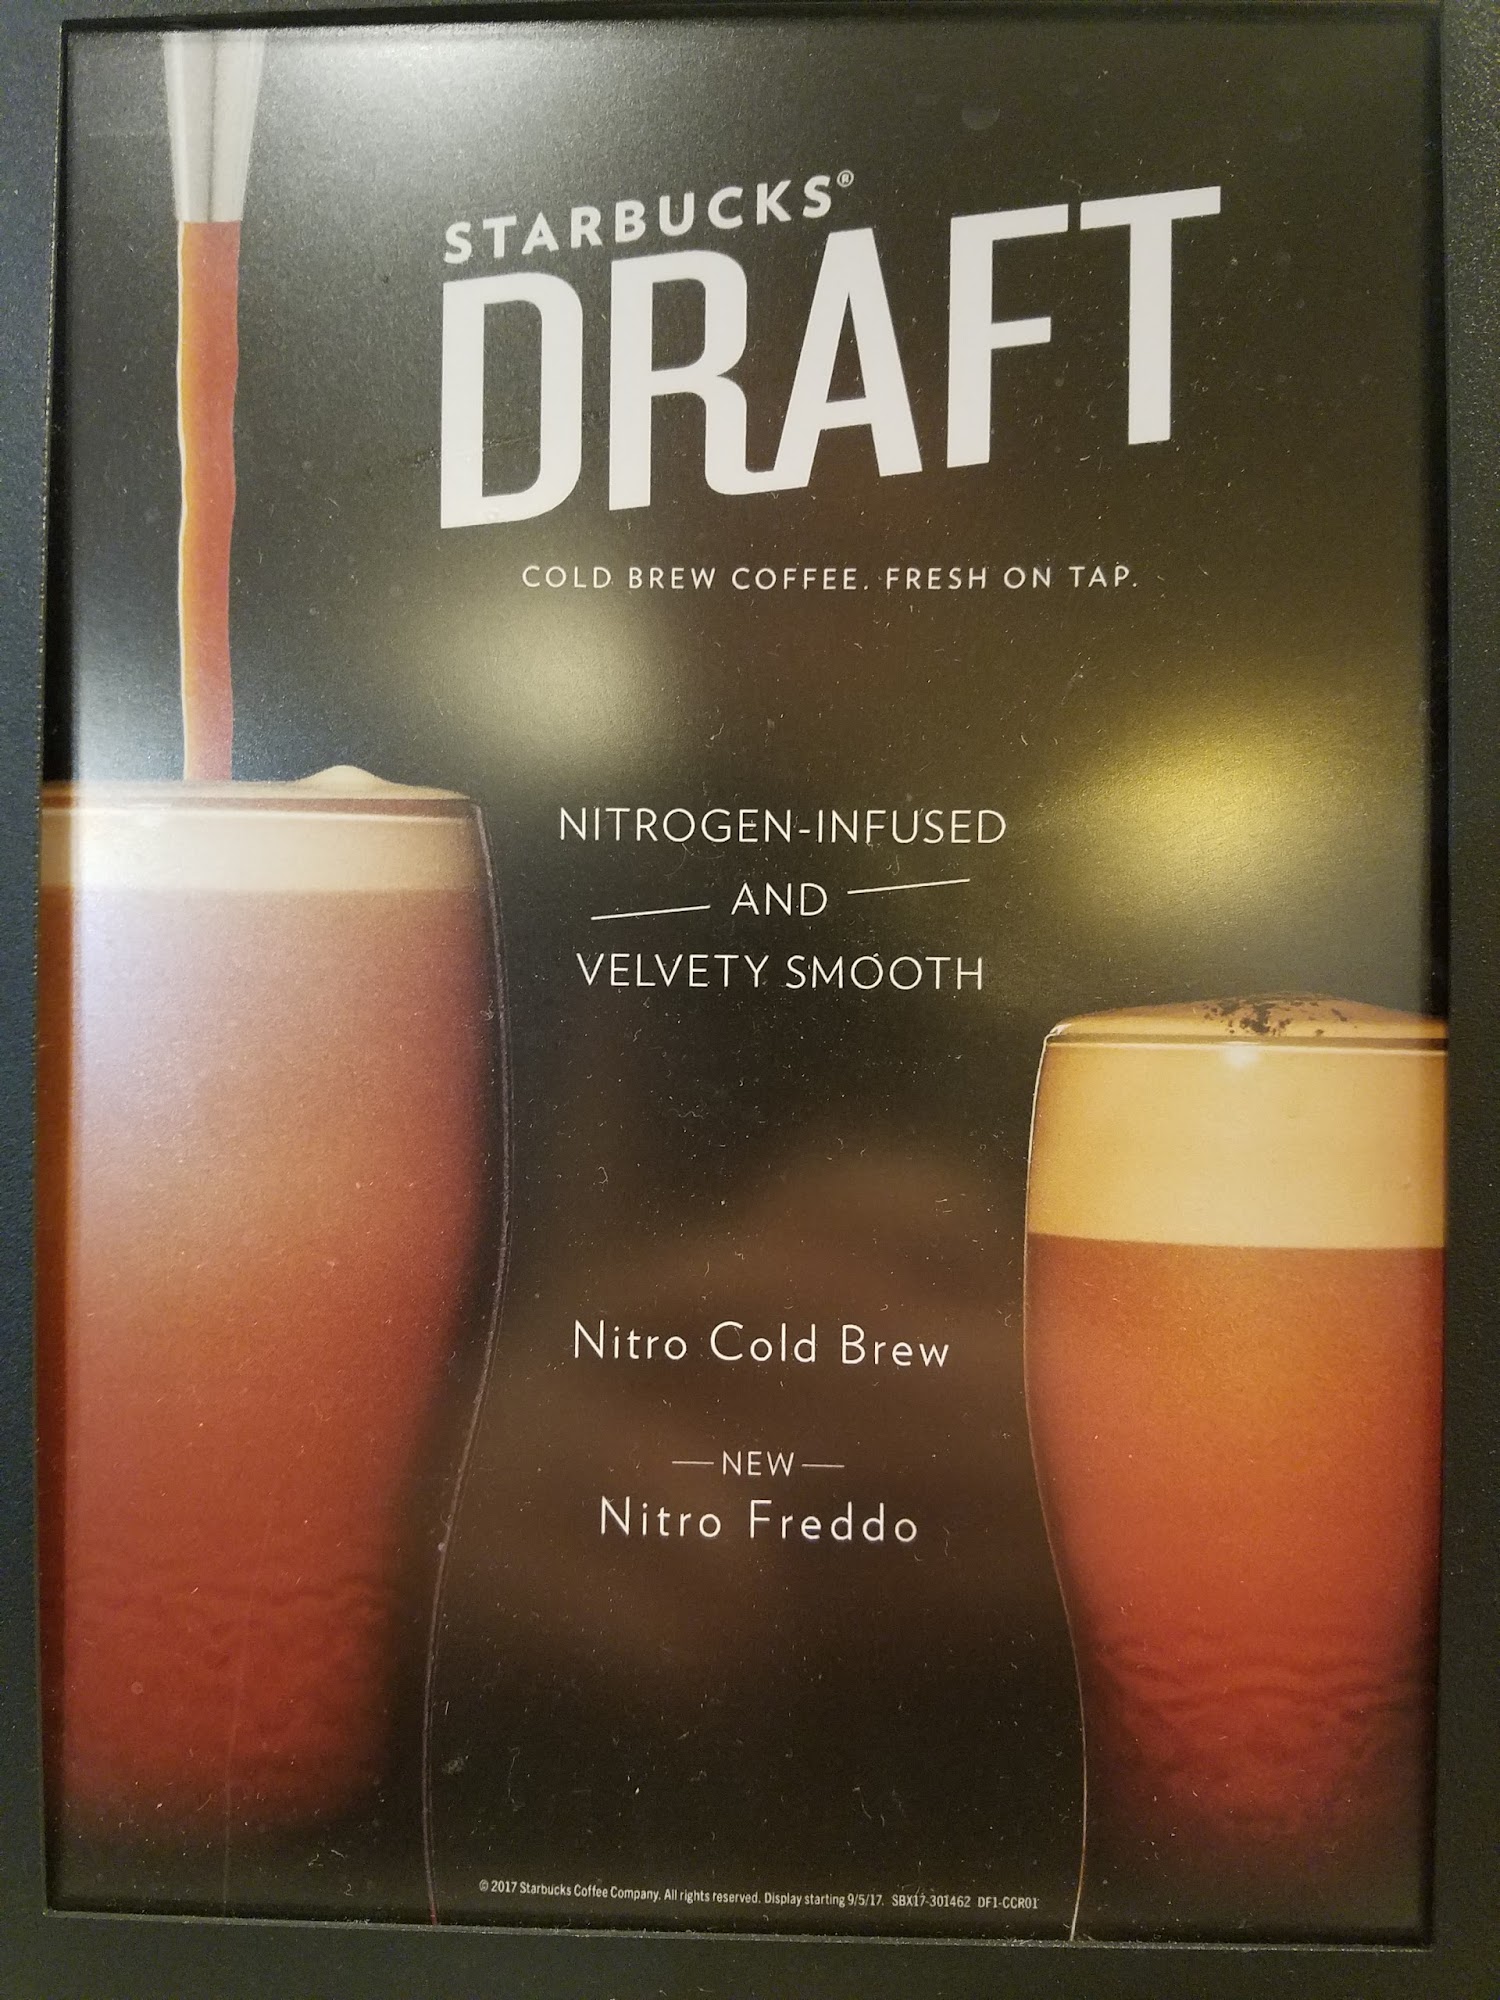 STARBUCKS®
DRAFT
COLD BREW COFFEE. FRESH ON TAP.
NITROGEN-INFUSED
AND
VELVETY SMOOTH
Nitro Cold Brew
NEW
Nitro Freddo
© 2017 Starbucks Coffee Company. All rights reserved. Display starting 9/5/17. SBX17-301462 DF1-CCR01